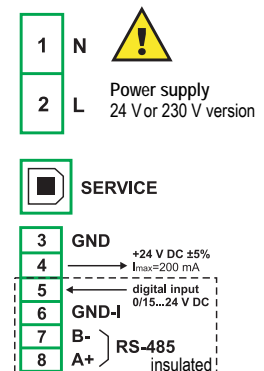 1 N
2 L
Power supply
24 V or 230 V version
SERVICE
3 GND
4 +24 V DC ±5%
Imax=200 mA
5 digital input
0/15...24 V DC
6 GND-I
7 B-
8 A+
RS-485
insulated